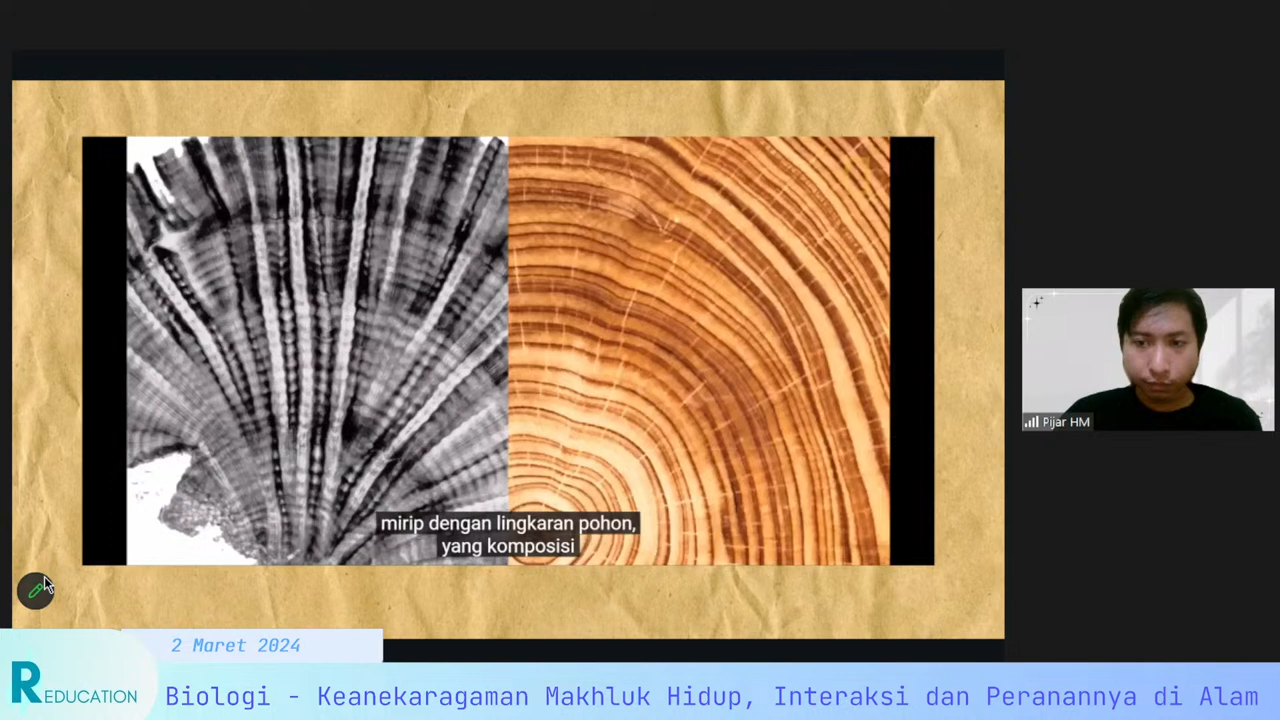 mirip dengan lingkaran pohon,
yang komposisi
Pijar HM
2 Maret 2024
R EDUCATION
Biologi - Keanekaragaman Makhluk Hidup, Interaksi dan Peranannya di Alam